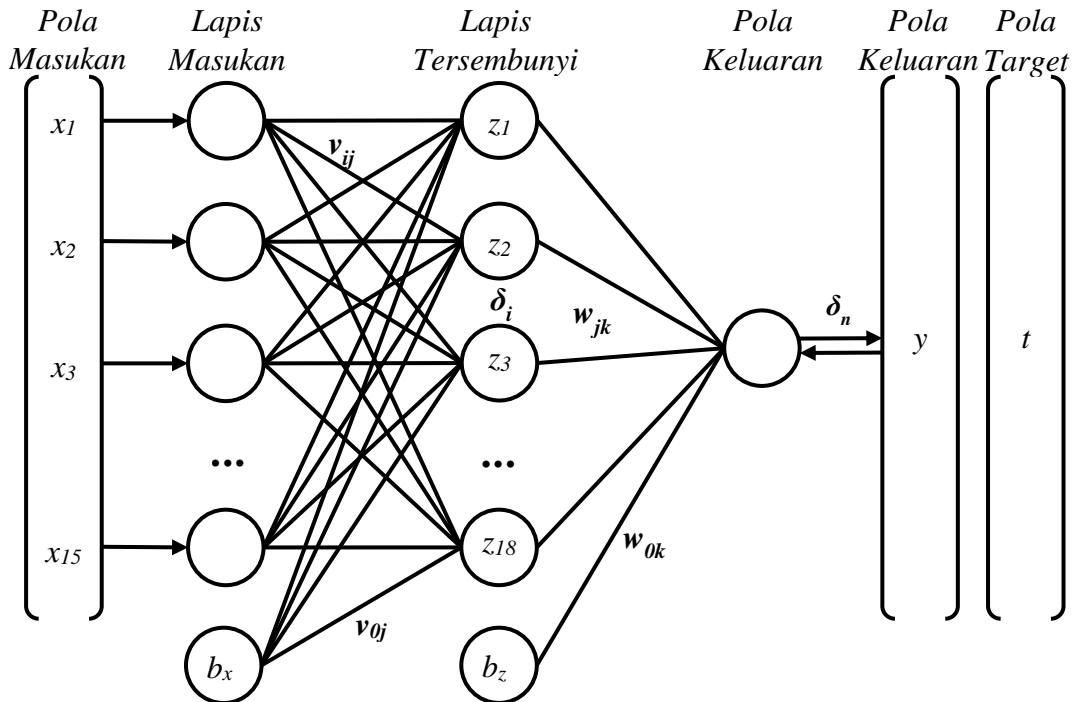 Pola Masukan
Lapis Masukan
Lapis Tersembunyi
Pola Keluaran
Pola Keluaran
Pola Target
x1
z1
vij
x2
z2
δi
wjk
δn
x3
z3
y
t
...
...
x15
z18
w0k
v0j
bx
bz